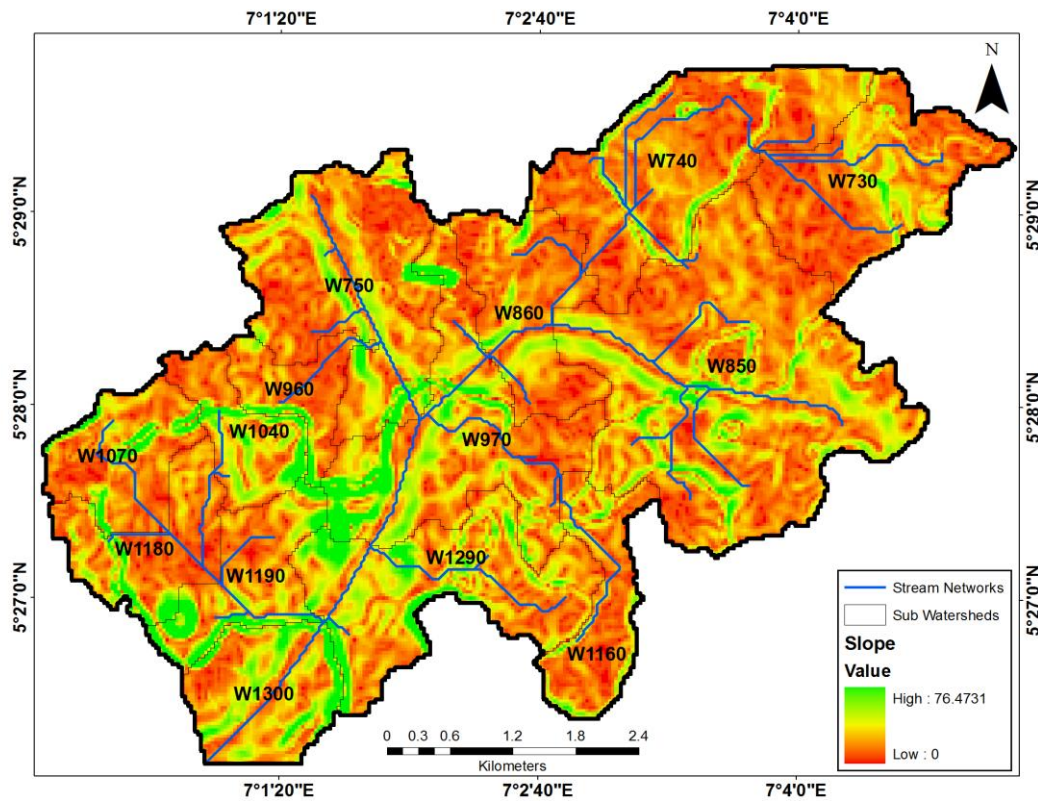 7°1'20"E 7°2'40"E 7°4'0"E
N
5°29'0"N 5°28'0"N 5°27'0"N
5°29'0"N 5°28'0"N 5°27'0"N
W740
W730
W750
W860
W850
W960
W1040
W970
W1070
W1180
W1190
W1290
W1160
W1300
Stream Networks
Sub Watersheds
Slope
Value
High : 76.4731
Low : 0
0 0.3 0.6 1.2 1.8 2.4
Kilometers
7°1'20"E 7°2'40"E 7°4'0"E